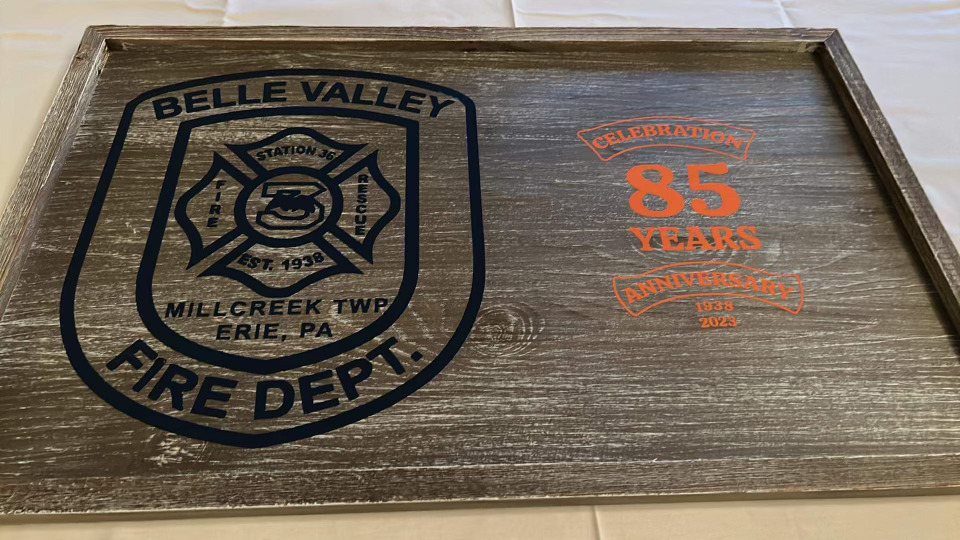 BELLE VALLEY
STATION 36
FIRE
RESCUE
EST. 1938
MILLCREEK TWP
ERIE, PA
FIRE DEPT.
CELEBRATION
85
YEARS
ANNIVERSARY
1938
2023